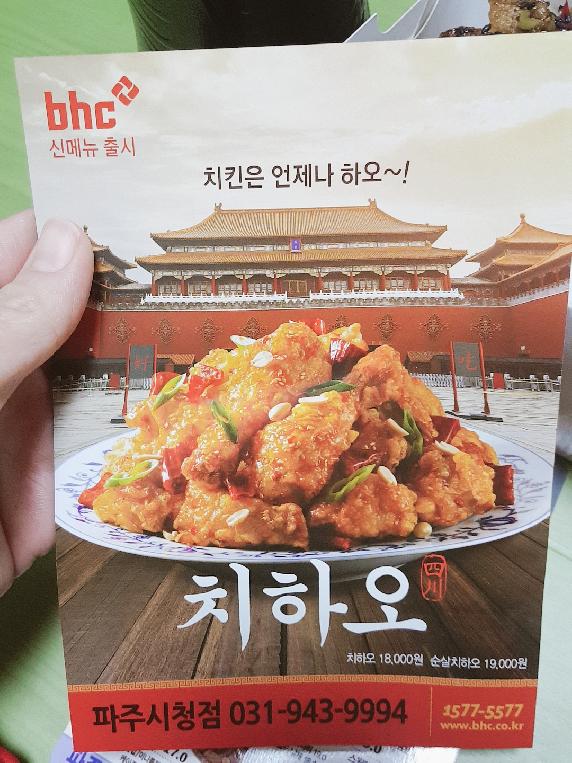 bhc
신메뉴 출시
치킨은 언제나 하오~!
好 吃
치하오 四川
치하오 18,000원 순살치하오 19,000원
파주시청점 031-943-9994
1577-5577
www.bhc.co.kr